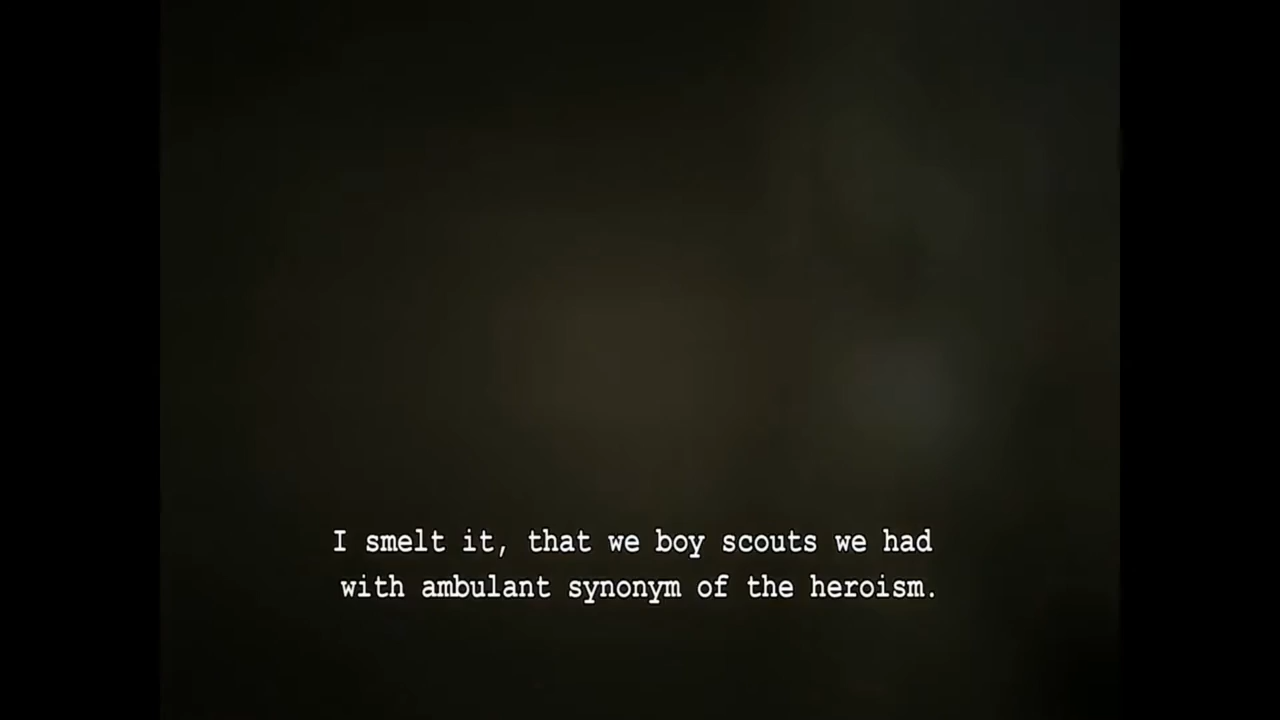 I smelt it, that we boy scouts we had
with ambulant synonym of the heroism.